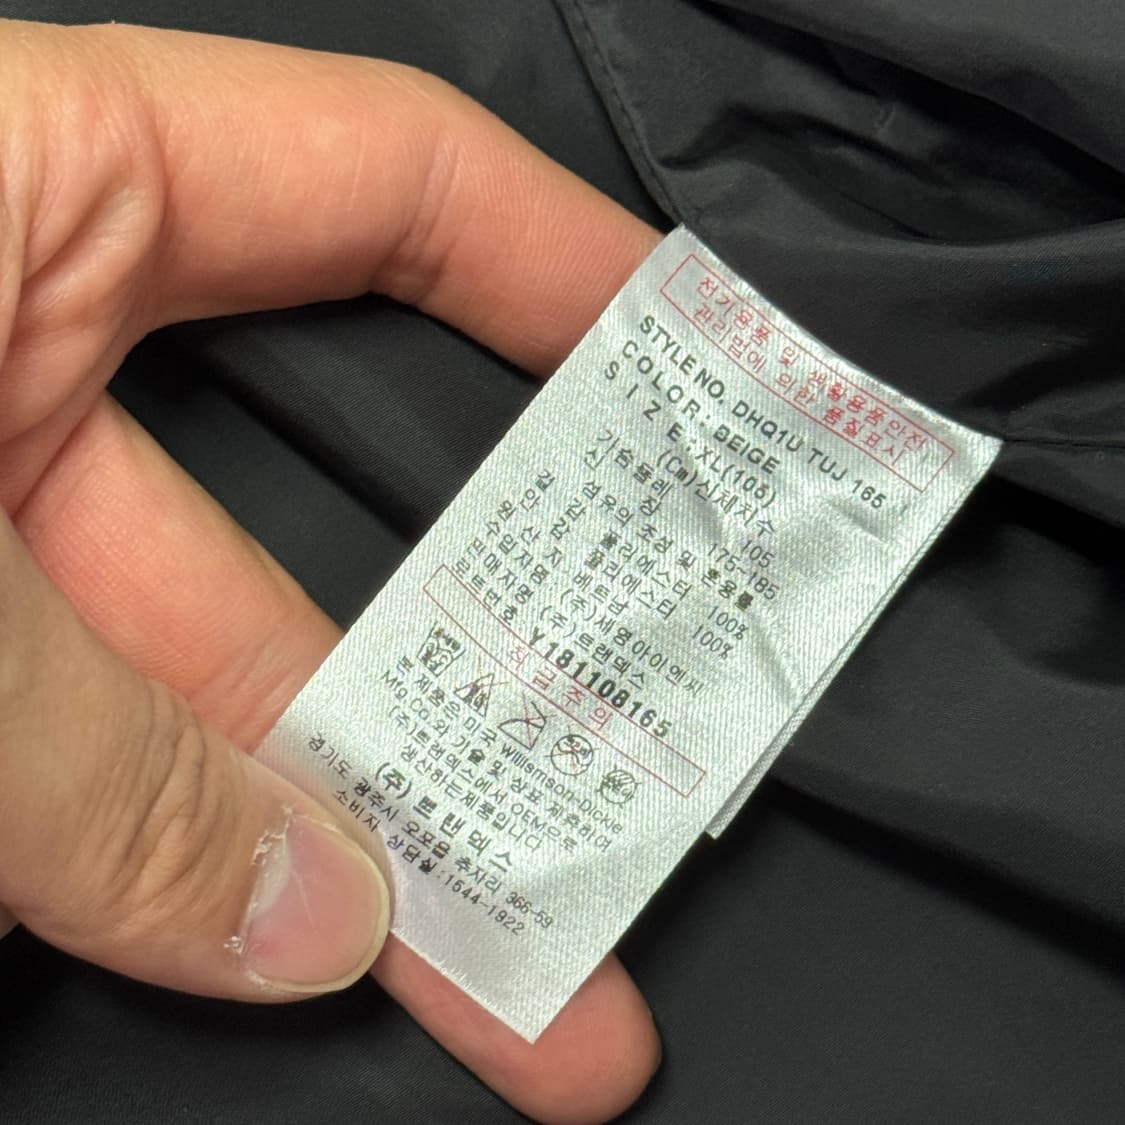 전기용품 및 생활용품안전
관리법에 의한 품질표시
STYLE NO. DHQ1U TUJ 165
COLOR: BEIGE
SIZE: XL(105)
(Cm)신체치수
가슴둘레 105
신 장 175-185
섬유의 조성 및 혼용률
겉 감 폴리에스터 100%
안 감 폴리에스터 100%
원 산 지: 베트남
수입자명: (주)세영아이엔씨
판매자명: (주)트랜덱스
로트번호: Y181108165
취급주의
본 제품은 미국 Williamson-Dickie
Mfg Co.와 기술 및 상표 제휴하여
(주)트랜덱스에서 OEM으로
생산하는제품입니다
(주) 트 랜 덱 스
경기도 광주시 오포읍 추자리 366-59
소비자 상담실:1544-1922